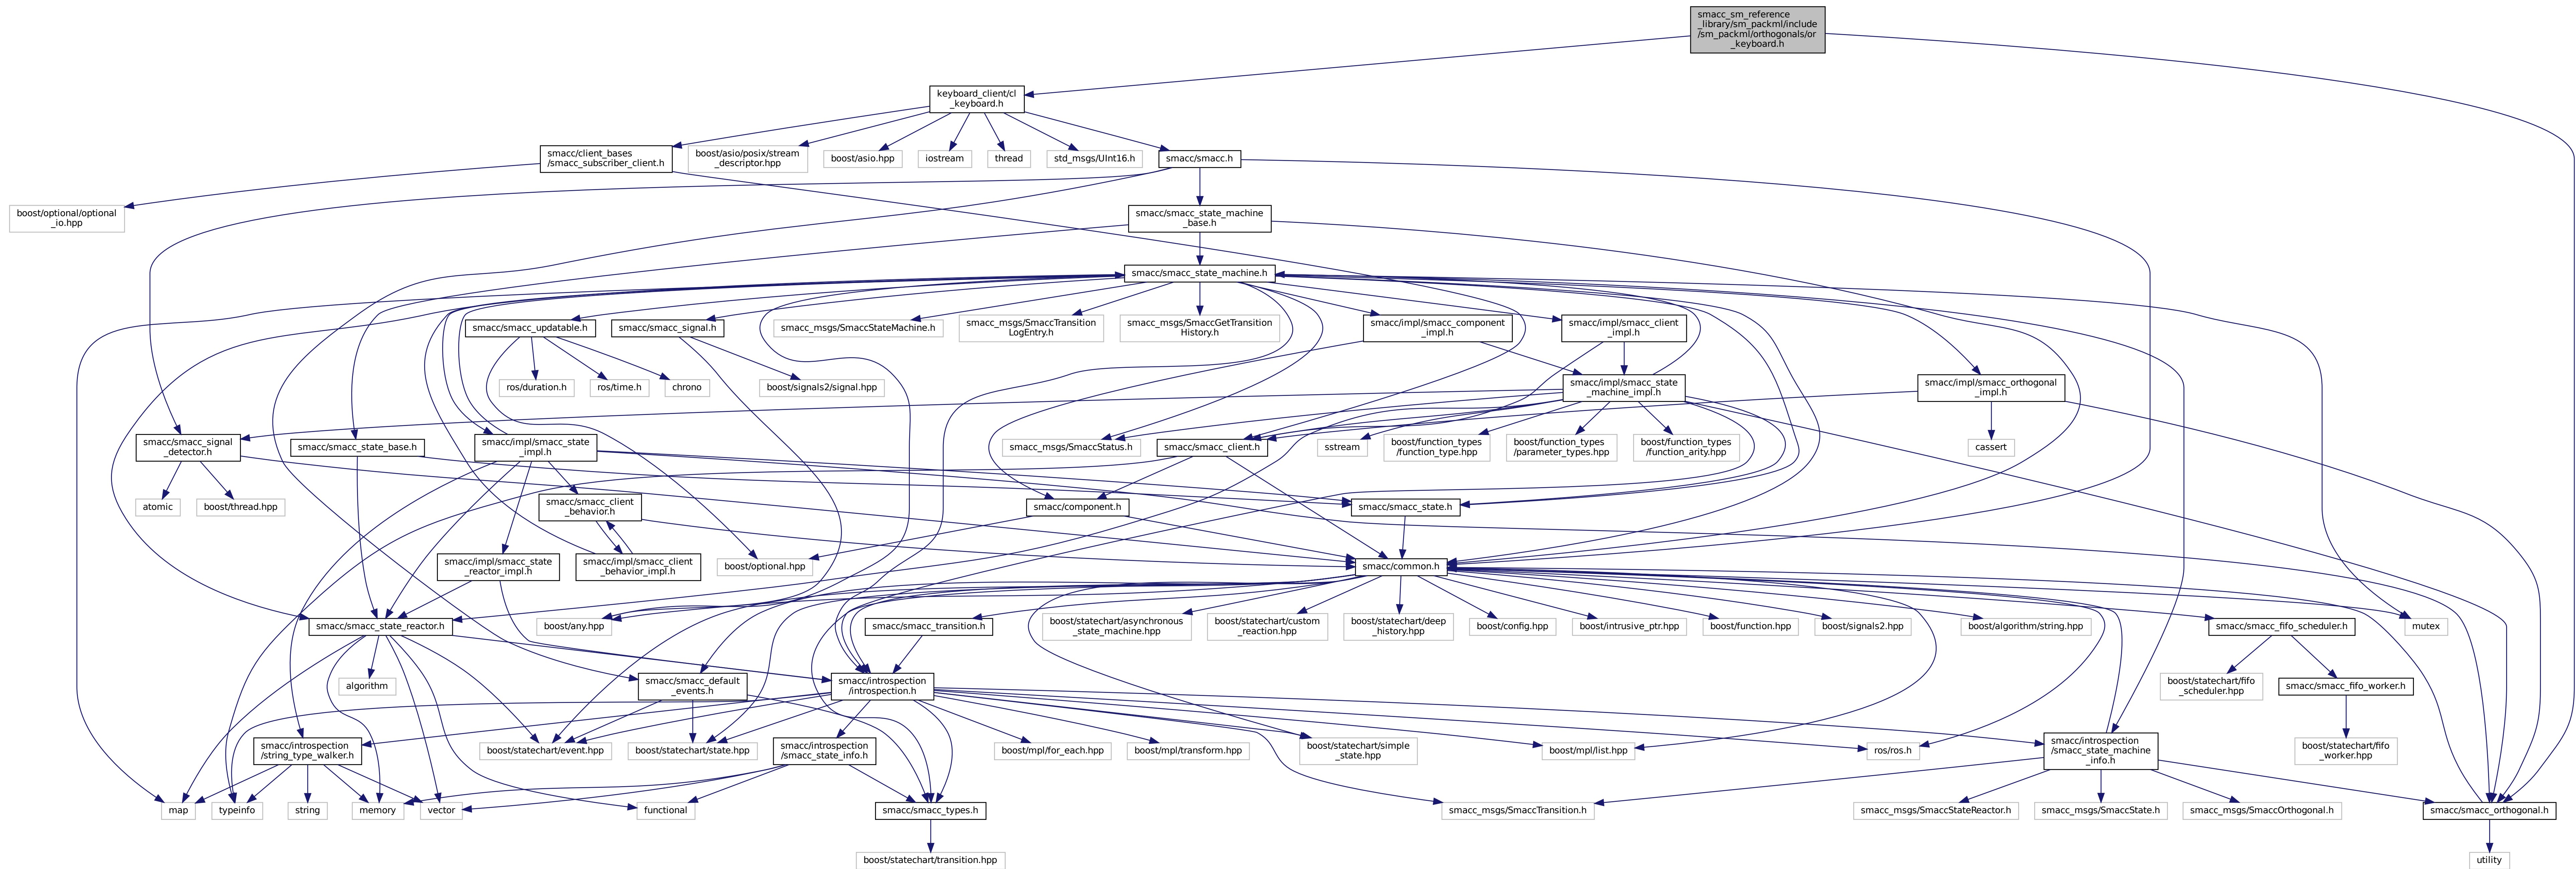 smacc_sm_reference
_library/sm_packml/include
/sm_packml/orthogonals/or
_keyboard.h
keyboard_client/cl
_keyboard.h
smacc/client_bases
/smacc_subscriber_client.h
boost/asio/posix/stream
_descriptor.hpp
boost/asio.hpp
iostream
thread
std_msgs/UInt16.h
smacc/smacc.h
boost/optional/optional
_io.hpp
smacc/smacc_state_machine
_base.h
smacc/smacc_state_machine.h
smacc/smacc_updatable.h
smacc/smacc_signal.h
smacc_msgs/SmaccStateMachine.h
smacc_msgs/SmaccTransition
LogEntry.h
smacc_msgs/SmaccGetTransition
History.h
smacc/impl/smacc_component
_impl.h
smacc/impl/smacc_client
_impl.h
ros/duration.h
ros/time.h
chrono
boost/signals2/signal.hpp
smacc/impl/smacc_state
_machine_impl.h
smacc/impl/smacc_orthogonal
_impl.h
smacc/smacc_signal
_detector.h
smacc/smacc_state_base.h
smacc/impl/smacc_state
_impl.h
smacc_msgs/SmaccStatus.h
smacc/smacc_client.h
sstream
boost/function_types
/function_type.hpp
boost/function_types
/parameter_types.hpp
boost/function_types
/function_arity.hpp
cassert
atomic
boost/thread.hpp
smacc/smacc_client
_behavior.h
smacc/component.h
smacc/smacc_state.h
smacc/impl/smacc_state
_reactor_impl.h
smacc/impl/smacc_client
_behavior_impl.h
boost/optional.hpp
smacc/common.h
smacc/smacc_state_reactor.h
boost/any.hpp
smacc/smacc_transition.h
boost/statechart/asynchronous
_state_machine.hpp
boost/statechart/custom
_reaction.hpp
boost/statechart/deep
_history.hpp
boost/config.hpp
boost/intrusive_ptr.hpp
boost/function.hpp
boost/signals2.hpp
boost/algorithm/string.hpp
smacc/smacc_fifo_scheduler.h
mutex
algorithm
smacc/smacc_default
_events.h
smacc/introspection
/introspection.h
boost/statechart/fifo
_scheduler.hpp
smacc/smacc_fifo_worker.h
smacc/introspection
/string_type_walker.h
boost/statechart/event.hpp
boost/statechart/state.hpp
smacc/introspection
/smacc_state_info.h
boost/mpl/for_each.hpp
boost/mpl/transform.hpp
boost/statechart/simple
_state.hpp
boost/mpl/list.hpp
ros/ros.h
smacc/introspection
/smacc_state_machine
_info.h
boost/statechart/fifo
_worker.hpp
map
typeinfo
string
memory
vector
functional
smacc/smacc_types.h
smacc_msgs/SmaccTransition.h
smacc_msgs/SmaccStateReactor.h
smacc_msgs/SmaccState.h
smacc_msgs/SmaccOrthogonal.h
smacc/smacc_orthogonal.h
boost/statechart/transition.hpp
utility